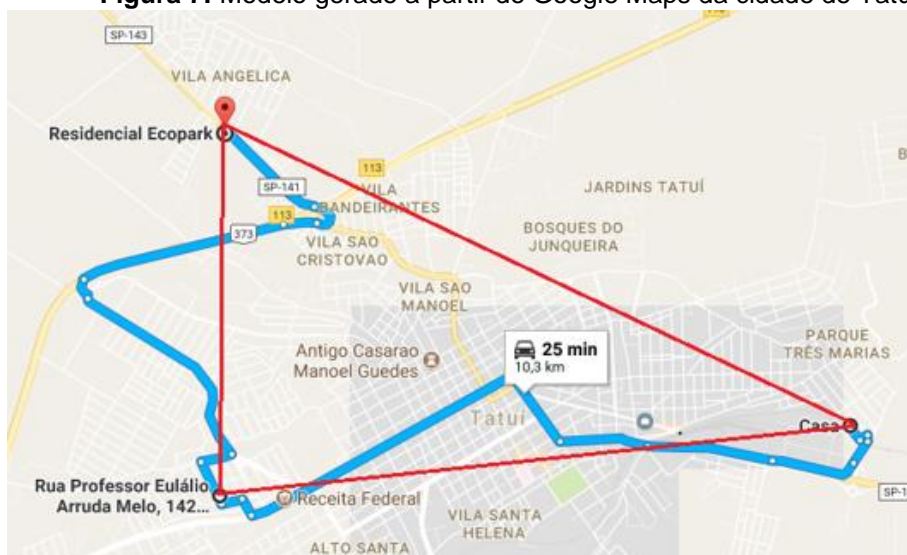 Figura 7: Modelo gerado a partir do Google Maps da cidade de Tatuí
SP-143
114
VILA ANGELICA
Residencial Ecopark
113
SP-141
VILA
BANDEIRANTES
JARDINS TATUÍ
113
373
VILA SAO
CRISTOVAO
BOSQUES DO
JUNQUEIRA
VILA SAO
MANOEL
Antigo Casarao
Manoel Guedes
25 min
10,3 km
PARQUE
TRÊS MARIAS
Tatuí
Casa
Rua Professor Eulálio
Arruda Melo, 142...
Receita Federal
SP-1
VILA SANTA
HELENA
ALTO SANTA